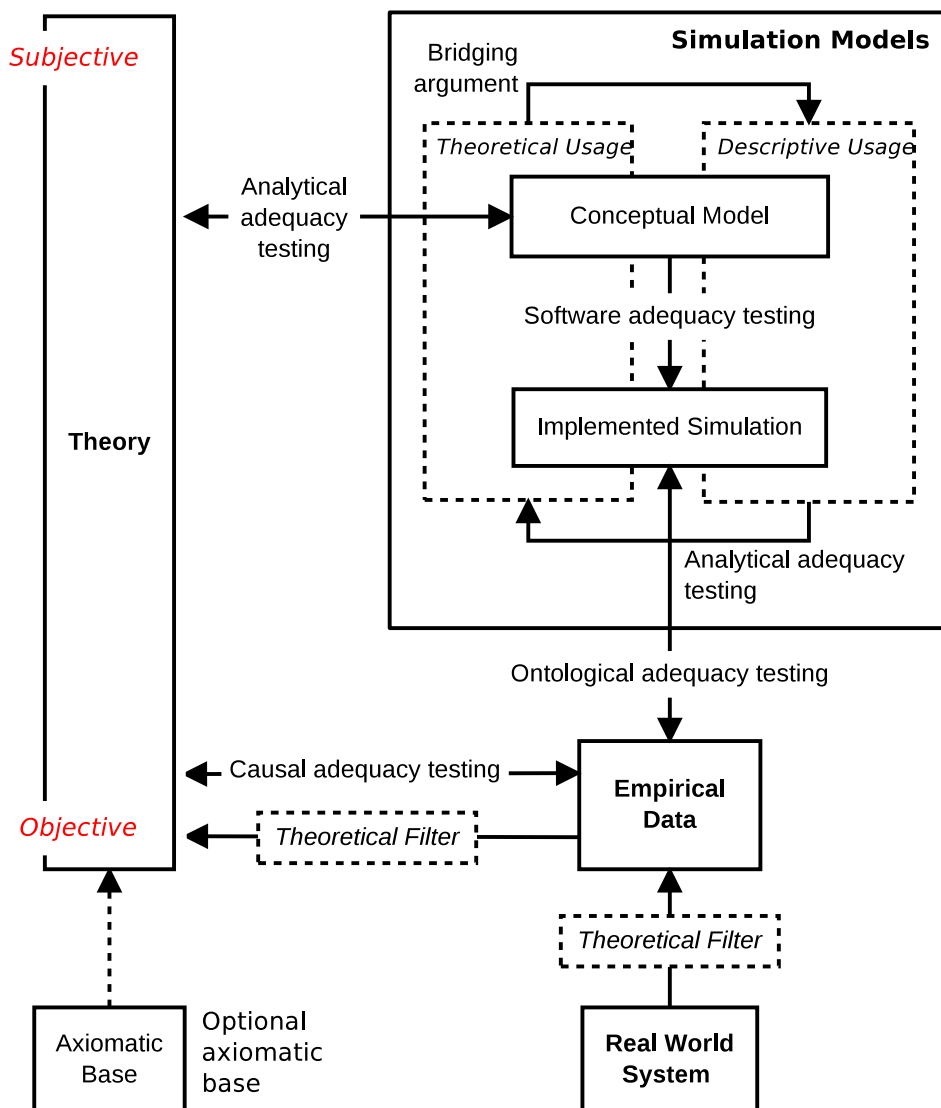 Subjective
Simulation Models
Bridging
argument
Theoretical Usage
Descriptive Usage
Analytical
adequacy
testing
Conceptual Model
Software adequacy testing
Implemented Simulation
Theory
Analytical adequacy
testing
Ontological adequacy testing
Causal adequacy testing
Empirical
Data
Objective
Theoretical Filter
Theoretical Filter
Axiomatic
Base
Optional
axiomatic
base
Real World
System